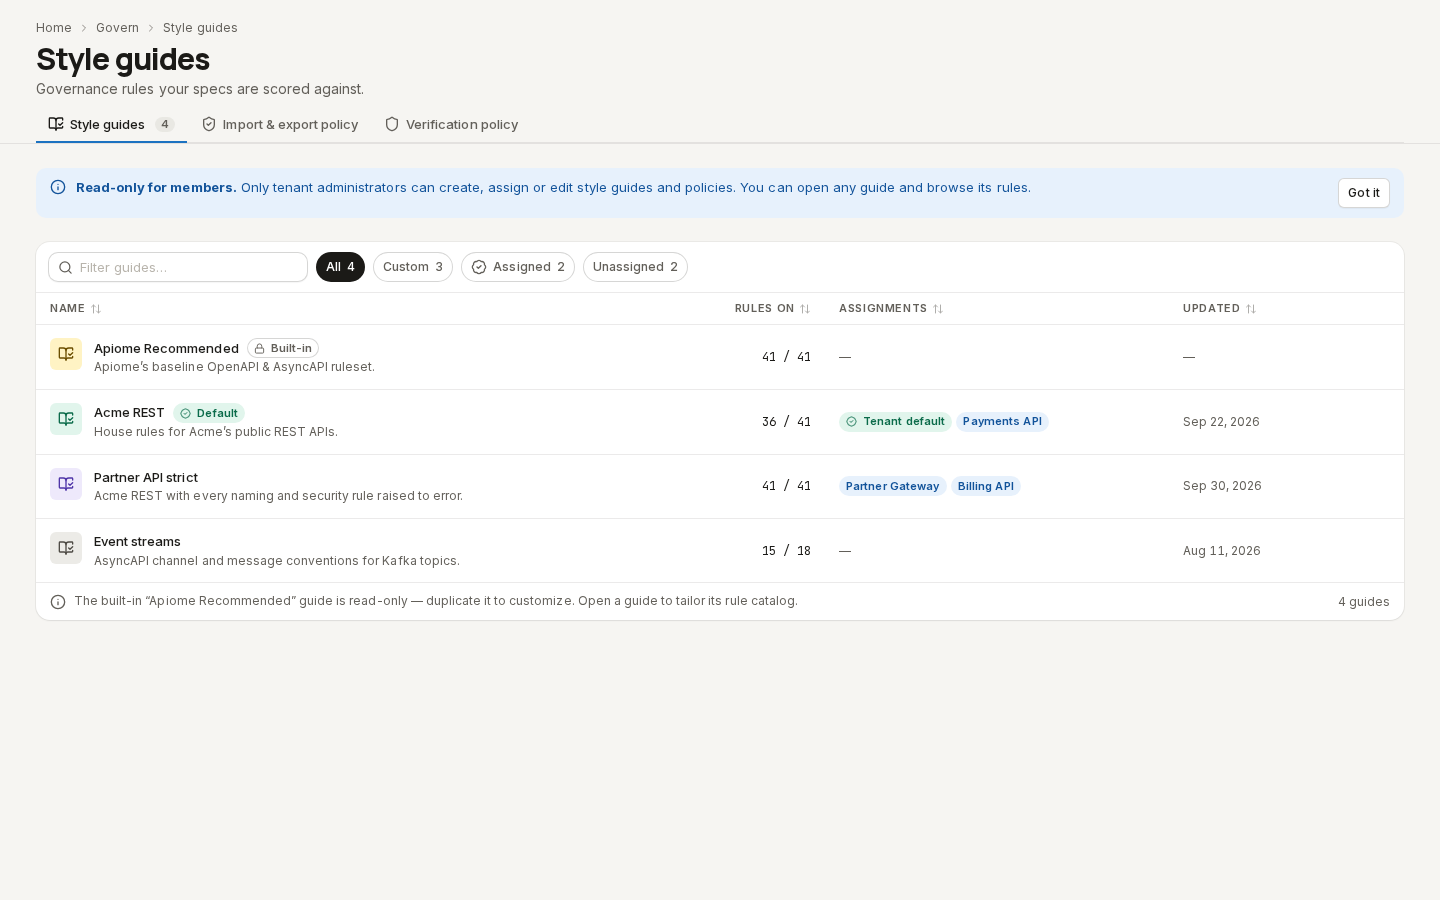 Home > Govern > Style guides
Style guides
Governance rules your specs are scored against.
Style guides 4 Import & export policy Verification policy
Read-only for members. Only tenant administrators can create, assign or edit style guides and policies. You can open any guide and browse its rules. Got it
Filter guides… All 4 Custom 3 Assigned 2 Unassigned 2
NAME RULES ON ASSIGNMENTS UPDATED
Apiome Recommended Built-in
Apiome’s baseline OpenAPI & AsyncAPI ruleset.
41 / 41 — —
Acme REST Default
House rules for Acme’s public REST APIs.
36 / 41 Tenant default Payments API Sep 22, 2026
Partner API strict
Acme REST with every naming and security rule raised to error.
41 / 41 Partner Gateway Billing API Sep 30, 2026
Event streams
AsyncAPI channel and message conventions for Kafka topics.
15 / 18 — Aug 11, 2026
The built-in “Apiome Recommended” guide is read-only — duplicate it to customize. Open a guide to tailor its rule catalog. 4 guides